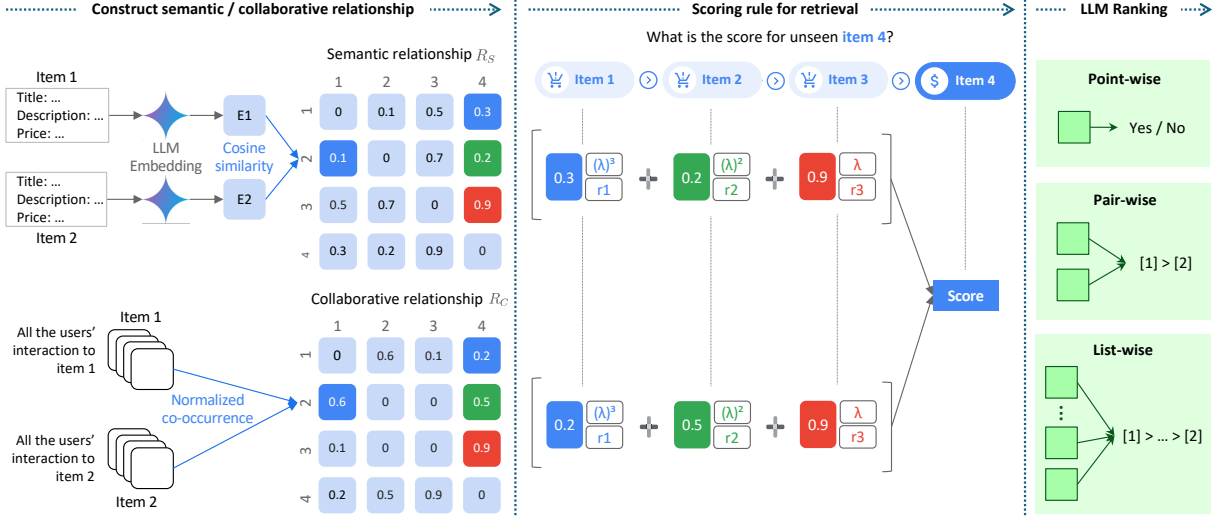 Construct semantic / collaborative relationship
Scoring rule for retrieval
LLM Ranking
Semantic relationship R_S
Item 1
Title: ...
Description: ...
Price: ...
LLM
Embedding
E1
Cosine
similarity
E2
Title: ...
Description: ...
Price: ...
Item 2
1 2 3 4
1 0 0.1 0.5 0.3
2 0.1 0 0.7 0.2
3 0.5 0.7 0 0.9
4 0.3 0.2 0.9 0
Collaborative relationship R_C
Item 1
All the users'
interaction to
item 1
Normalized
co-occurrence
All the users'
interaction to
item 2
Item 2
1 2 3 4
1 0 0.6 0.1 0.2
2 0.6 0 0 0.5
3 0.1 0 0 0.9
4 0.2 0.5 0.9 0
What is the score for unseen item 4?
Item 1 Item 2 Item 3 $ Item 4
0.3 (λ)³ r1 + 0.2 (λ)² r2 + 0.9 λ r3
Score
0.2 (λ)³ r1 + 0.5 (λ)² r2 + 0.9 λ r3
Point-wise
Yes / No
Pair-wise
[1] > [2]
List-wise
[1] > ... > [2]